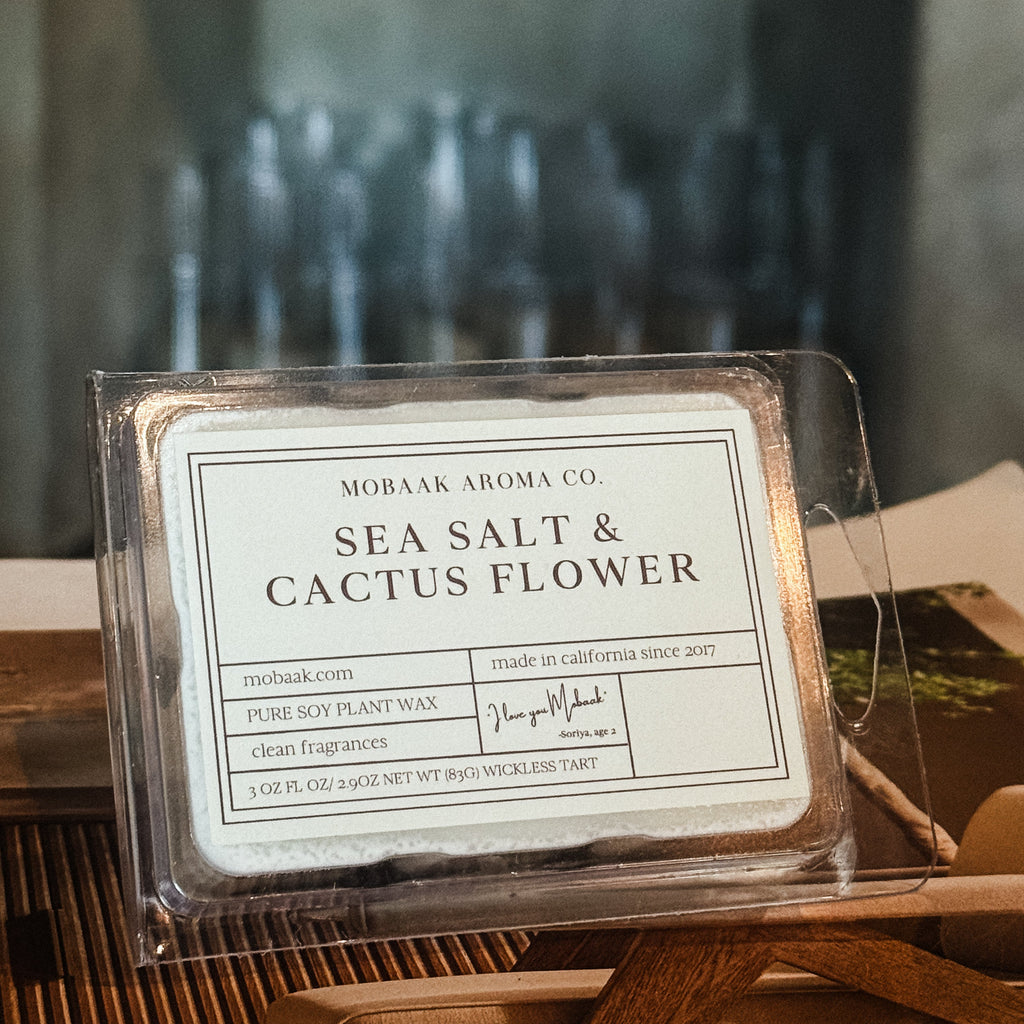 MOBAAK AROMA CO.
SEA SALT &
CACTUS FLOWER
mobaak.com
made in california since 2017
PURE SOY PLANT WAX
"I love you Mobaak"
-Soriya, age 2
clean fragrances
3 OZ FL OZ/ 2.9OZ NET WT (83G) WICKLESS TART